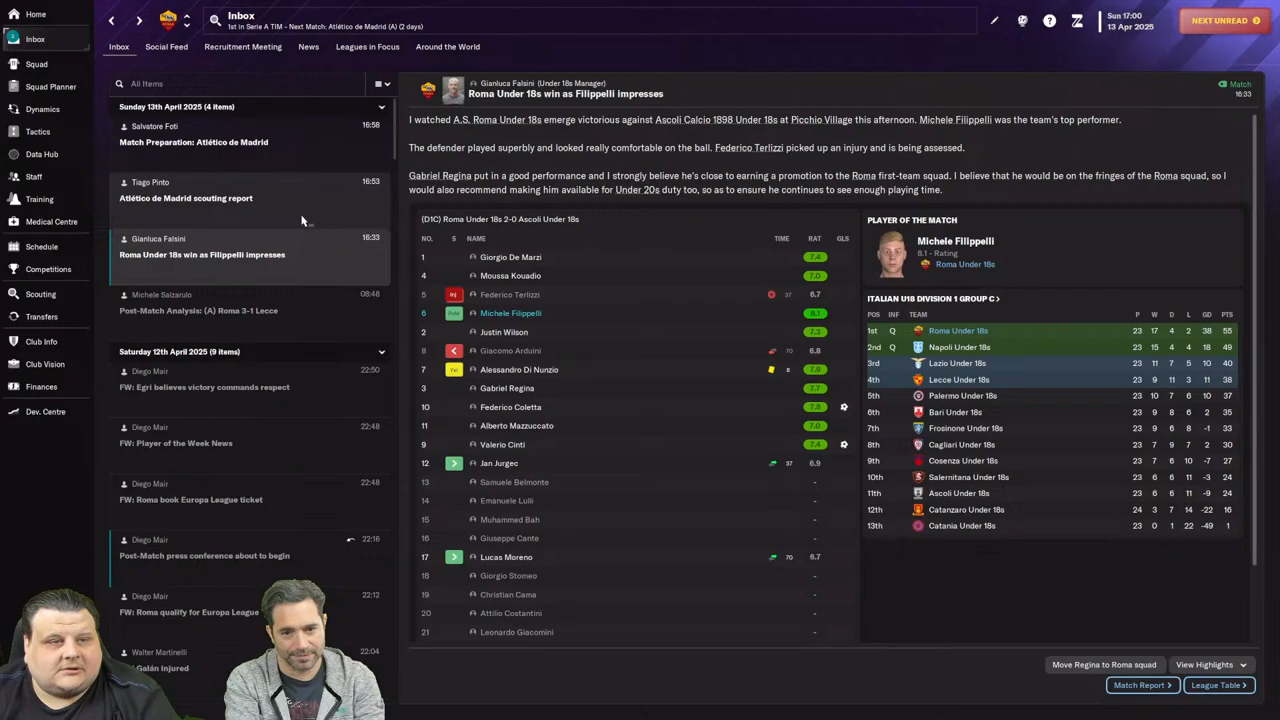 Home
Inbox
Squad
Squad Planner
Dynamics
Tactics
Data Hub
Staff
Training
Medical Centre
Schedule
Competitions
Scouting
Transfers
Club Info
Club Vision
Finances
Dev. Centre
Inbox
1st in Serie A TIM - Next Match: Atlético de Madrid (A) (2 days)
Sun 17:00
13 Apr 2025
NEXT UNREAD
Inbox Social Feed Recruitment Meeting News Leagues in Focus Around the World
All Items
Sunday 13th April 2025 (4 items)
Salvatore Foti 16:58
Match Preparation: Atlético de Madrid
Tiago Pinto 16:53
Atlético de Madrid scouting report
Gianluca Falsini 16:33
Roma Under 18s win as Filippelli impresses
Michele Salzarulo 08:48
Post-Match Analysis: (A) Roma 3-1 Lecce
Saturday 12th April 2025 (9 items)
Diego Mair 22:50
FW: Egri believes victory commands respect
Diego Mair 22:48
FW: Player of the Week News
Diego Mair 22:48
FW: Roma book Europa League ticket
Diego Mair 22:16
Post-Match press conference about to begin
Diego Mair 22:12
FW: Roma qualify for Europa League
Walter Martinelli 22:04
Galán injured
Gianluca Falsini (Under 18s Manager)
Roma Under 18s win as Filippelli impresses
Match
16:33
I watched A.S. Roma Under 18s emerge victorious against Ascoli Calcio 1898 Under 18s at Picchio Village this afternoon. Michele Filippelli was the team's top performer.
The defender played superbly and looked really comfortable on the ball. Federico Terlizzi picked up an injury and is being assessed.
Gabriel Regina put in a good performance and I strongly believe he's close to earning a promotion to the Roma first-team squad. I believe that he would be on the fringes of the Roma squad, so I
would also recommend making him available for Under 20s duty too, so as to ensure he continues to see enough playing time.
(D1C) Roma Under 18s 2-0 Ascoli Under 18s
NO. S NAME TIME RAT GLS
1 Giorgio De Marzi 7.4
4 Moussa Kouadio 7.0
5 Inj Federico Terlizzi 37 6.7
6 PoM Michele Filippelli 8.1
2 Justin Wilson 7.3
8 Giacomo Arduini 70 6.8
7 Yel Alessandro Di Nunzio 8 7.8
3 Gabriel Regina 7.7
10 Federico Coletta 7.8
11 Alberto Mazzucato 7.0
9 Valerio Cinti 7.4
12 Jan Jurgec 37 6.9
13 Samuele Belmonte -
14 Emanuele Lulli -
15 Muhammed Bah -
16 Giuseppe Cante -
17 Lucas Moreno 70 6.7
18 Giorgio Stomeo -
19 Christian Cama -
20 Attilio Costantini -
21 Leonardo Giacomini -
PLAYER OF THE MATCH
Michele Filippelli
8.1 - Rating
Roma Under 18s
ITALIAN U18 DIVISION 1 GROUP C
POS INF TEAM P W D L GD PTS
1st Q Roma Under 18s 23 17 4 2 38 55
2nd Q Napoli Under 18s 23 15 4 4 18 49
3rd Lazio Under 18s 23 11 7 5 10 40
4th Lecce Under 18s 23 9 11 3 11 38
5th Palermo Under 18s 23 10 7 6 10 37
6th Bari Under 18s 23 9 8 6 2 35
7th Frosinone Under 18s 23 9 6 8 -1 33
8th Cagliari Under 18s 23 7 9 7 2 30
9th Cosenza Under 18s 23 7 6 10 -7 27
10th Salernitana Under 18s 23 6 6 11 -3 24
11th Ascoli Under 18s 23 6 6 11 -9 24
12th Catanzaro Under 18s 24 3 7 14 -22 16
13th Catania Under 18s 23 0 1 22 -49 1
Move Regina to Roma squad View Highlights
Match Report League Table